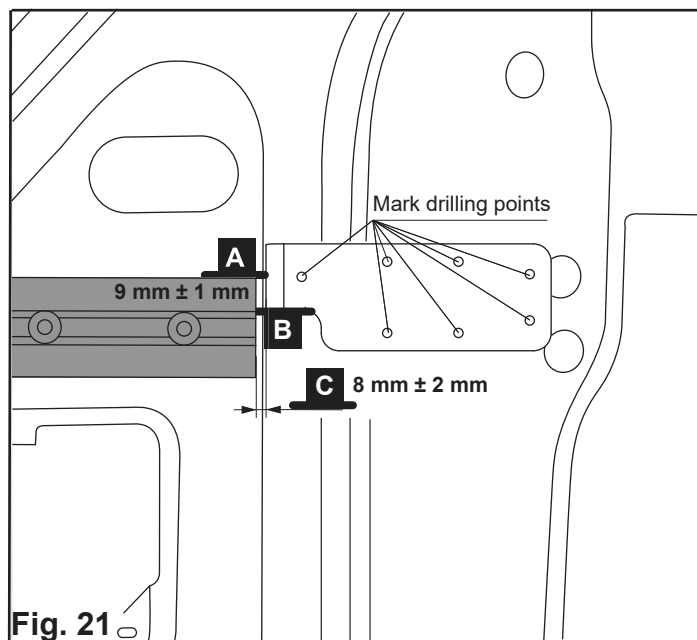 Mark drilling points
A
9 mm ± 1 mm
B
C 8 mm ± 2 mm
Fig. 21